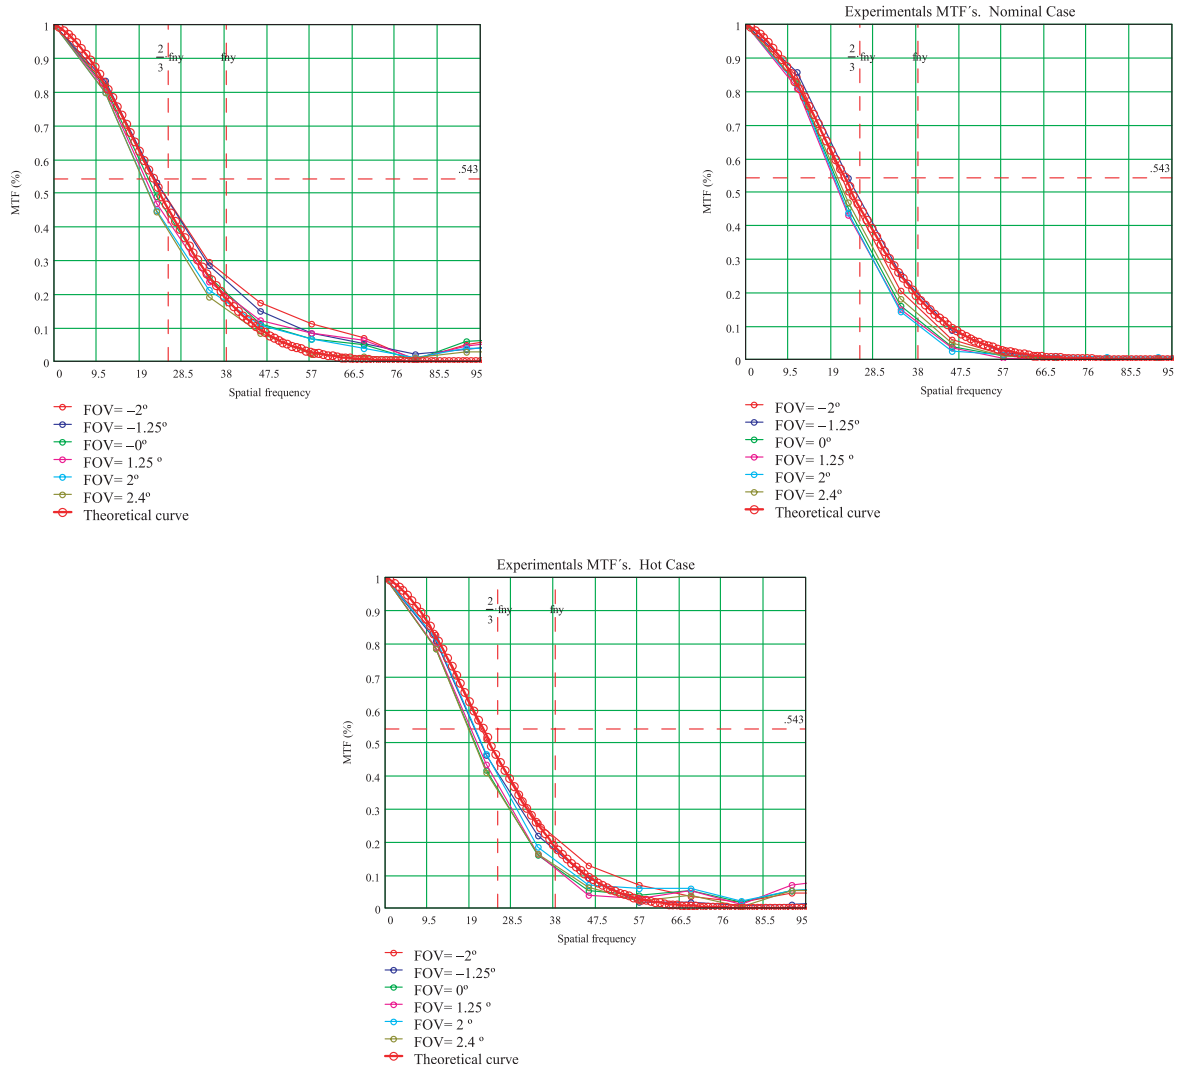 1
0.9
0.8
0.7
0.6
0.5
0.4
0.3
0.2
0.1
0
MTF (%)
2
3
fny
fny
.543
0 9.5 19 28.5 38 47.5 57 66.5 76 85.5 95
Spatial frequency
FOV= −2º
FOV= −1.25º
FOV= −0º
FOV= 1.25 º
FOV= 2º
FOV= 2.4º
Theoretical curve
Experimentals MTF´s. Nominal Case
1
0.9
0.8
0.7
0.6
0.5
0.4
0.3
0.2
0.1
0
MTF (%)
2
3
fny
fny
.543
0 9.5 19 28.5 38 47.5 57 66.5 76 85.5 95
Spatial frequency
FOV= −2º
FOV= −1.25º
FOV= 0º
FOV= 1.25 º
FOV= 2º
FOV= 2.4º
Theoretical curve
Experimentals MTF´s. Hot Case
1
0.9
0.8
0.7
0.6
0.5
0.4
0.3
0.2
0.1
0
MTF (%)
2
3
fny
fny
.543
0 9.5 19 28.5 38 47.5 57 66.5 76 85.5 95
Spatial frequency
FOV= −2º
FOV= −1.25º
FOV= 0º
FOV= 1.25 º
FOV= 2 º
FOV= 2.4 º
Theoretical curve